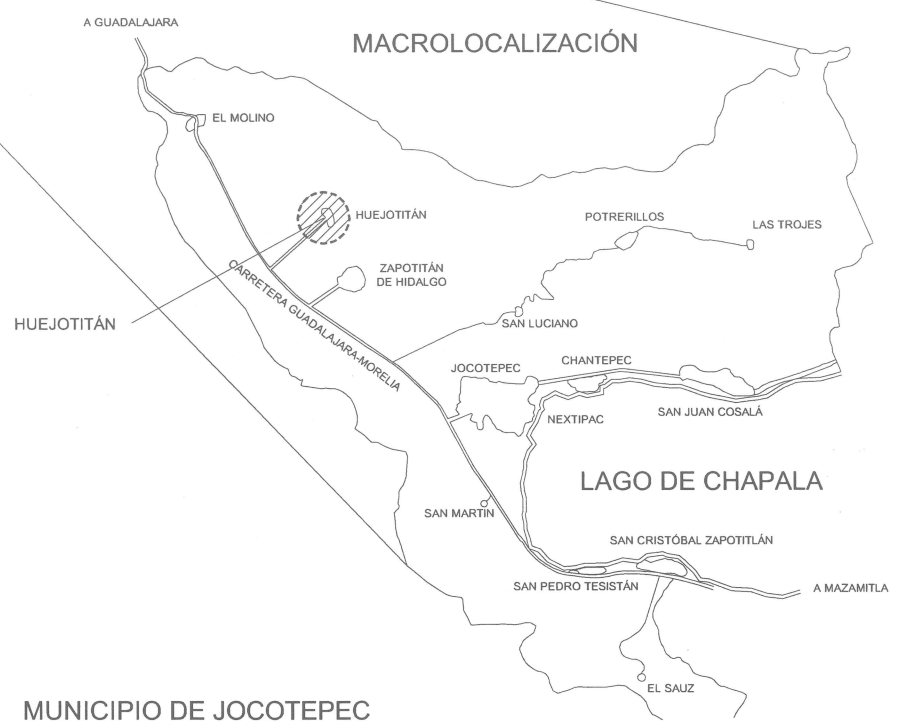 A GUADALAJARA
MACROLOCALIZACIÓN
EL MOLINO
HUEJOTITÁN
POTRERILLOS
LAS TROJES
ZAPOTITÁN
DE HIDALGO
CARRETERA GUADALAJARA-MORELIA
HUEJOTITÁN
SAN LUCIANO
JOCOTEPEC
CHANTEPEC
SAN JUAN COSALÁ
NEXTIPAC
LAGO DE CHAPALA
SAN MARTÍN
SAN CRISTÓBAL ZAPOTITLÁN
SAN PEDRO TESISTÁN
A MAZAMITLA
EL SAUZ
MUNICIPIO DE JOCOTEPEC